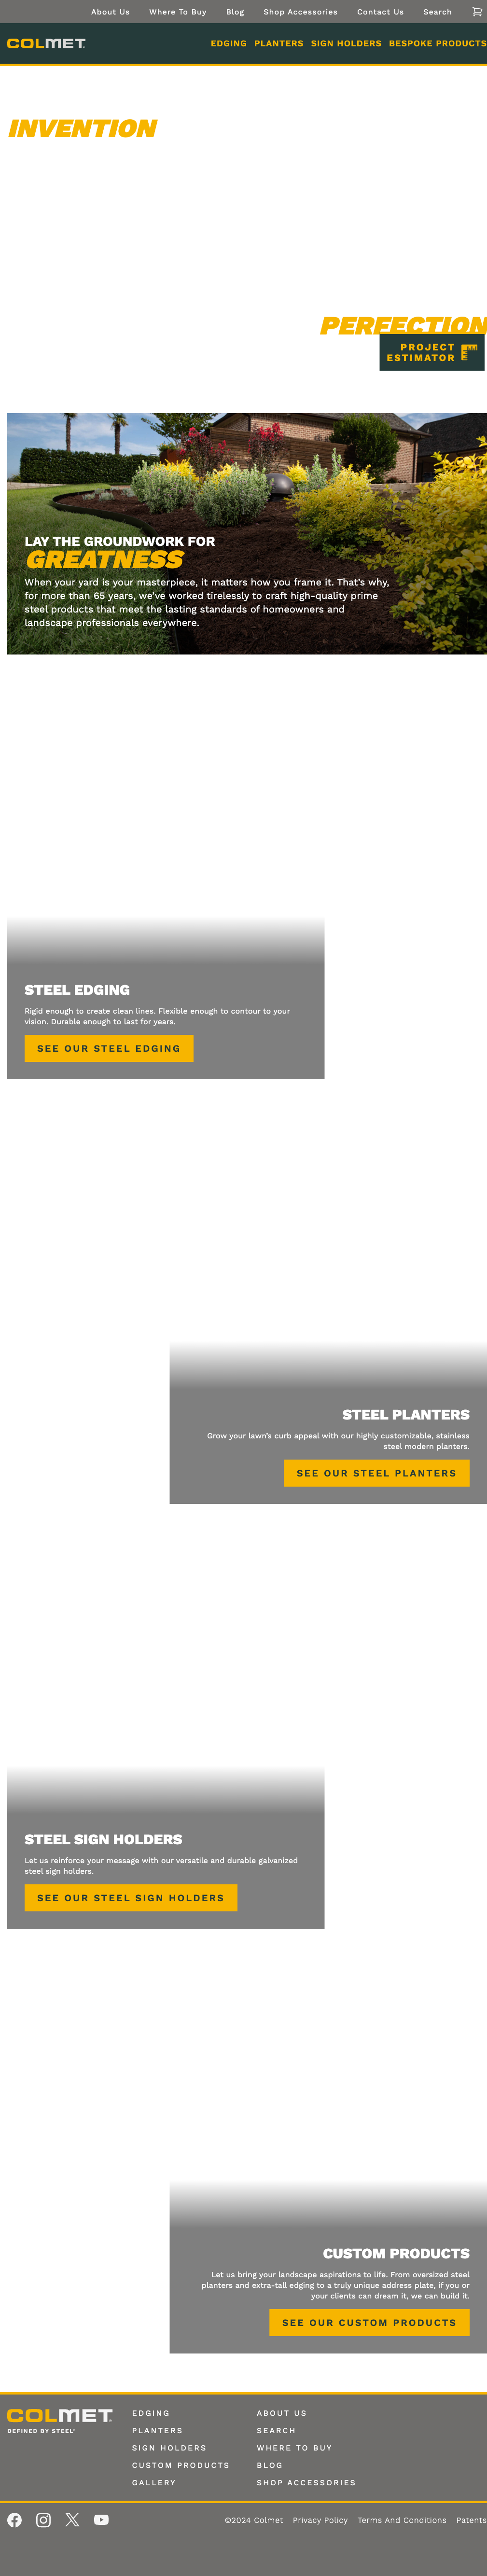 About Us Where To Buy Blog Shop Accessories Contact Us Search
COLMET
EDGING PLANTERS SIGN HOLDERS BESPOKE PRODUCTS
INVENTION
PERFECTION
PROJECT
ESTIMATOR
LAY THE GROUNDWORK FOR
GREATNESS
When your yard is your masterpiece, it matters how you frame it. That's why,
for more than 65 years, we've worked tirelessly to craft high-quality prime
steel products that meet the lasting standards of homeowners and
landscape professionals everywhere.
STEEL EDGING
Rigid enough to create clean lines. Flexible enough to contour to your
vision. Durable enough to last for years.
SEE OUR STEEL EDGING
STEEL PLANTERS
Grow your lawn's curb appeal with our highly customizable, stainless
steel modern planters.
SEE OUR STEEL PLANTERS
STEEL SIGN HOLDERS
Let us reinforce your message with our versatile and durable galvanized
steel sign holders.
SEE OUR STEEL SIGN HOLDERS
CUSTOM PRODUCTS
Let us bring your landscape aspirations to life. From oversized steel
planters and extra-tall edging to a truly unique address plate, if you or
your clients can dream it, we can build it.
SEE OUR CUSTOM PRODUCTS
COLMET®
DEFINED BY STEEL®
EDGING
PLANTERS
SIGN HOLDERS
CUSTOM PRODUCTS
GALLERY
ABOUT US
SEARCH
WHERE TO BUY
BLOG
SHOP ACCESSORIES
©2024 Colmet Privacy Policy Terms And Conditions Patents